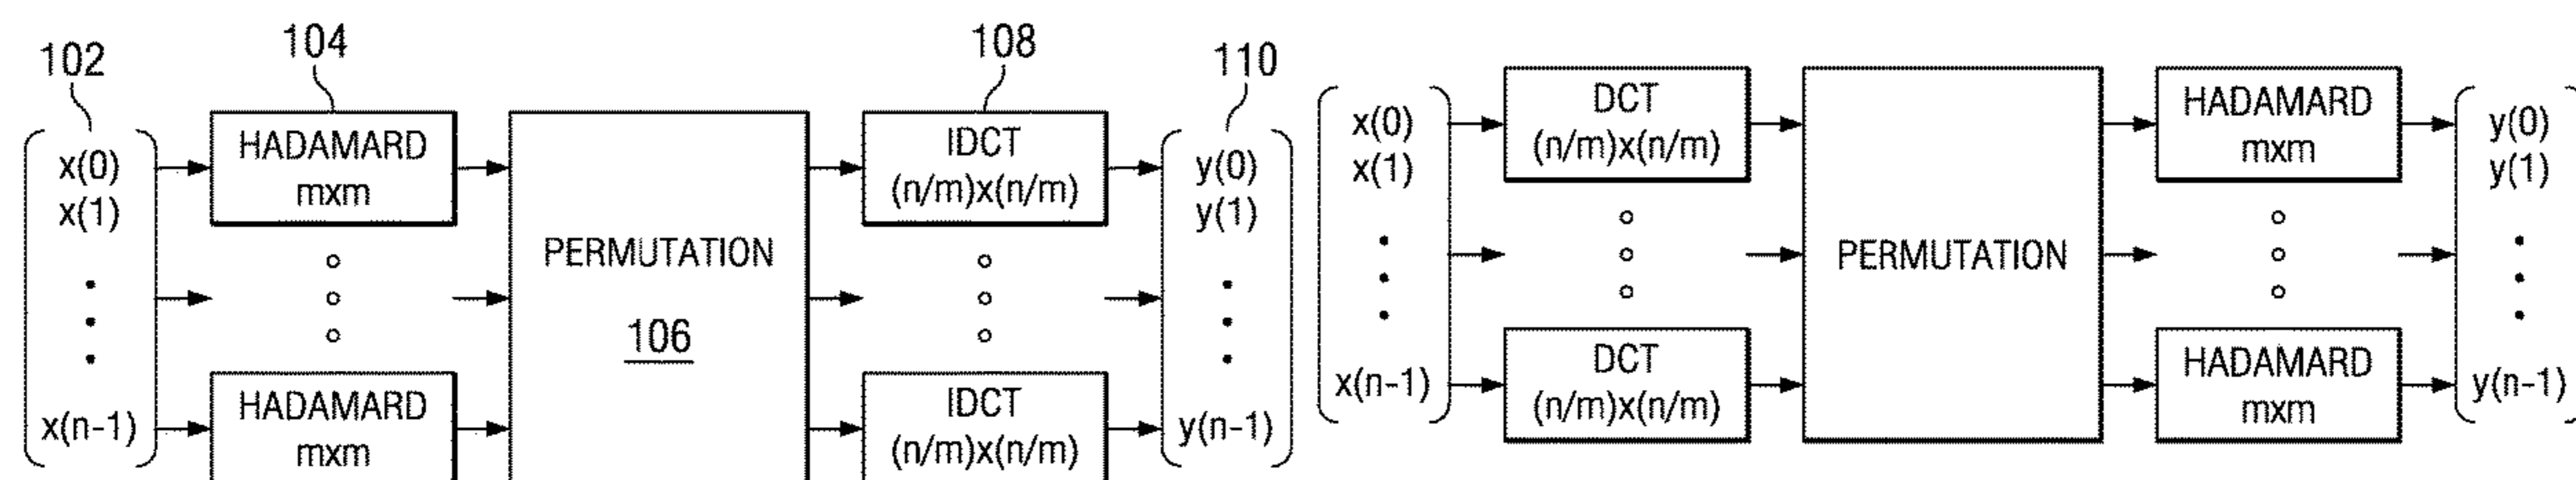 102
104
108
110
x(0)
x(1)
x(n-1)
HADAMARD
mxm
HADAMARD
mxm
PERMUTATION
106
IDCT
(n/m)x(n/m)
IDCT
(n/m)x(n/m)
y(0)
y(1)
y(n-1)
x(0)
x(1)
x(n-1)
DCT
(n/m)x(n/m)
DCT
(n/m)x(n/m)
PERMUTATION
HADAMARD
mxm
HADAMARD
mxm
y(0)
y(1)
y(n-1)